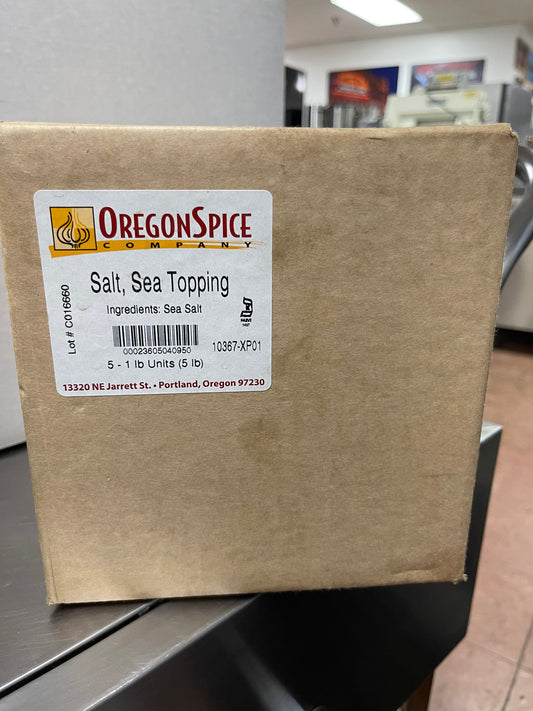 OREGONSPICE
COMPANY
Salt, Sea Topping
Ingredients: Sea Salt
Lot # C016660
00023605040950
10367-XP01
5 - 1 lb Units (5 lb)
13320 NE Jarrett St. • Portland, Oregon 97230